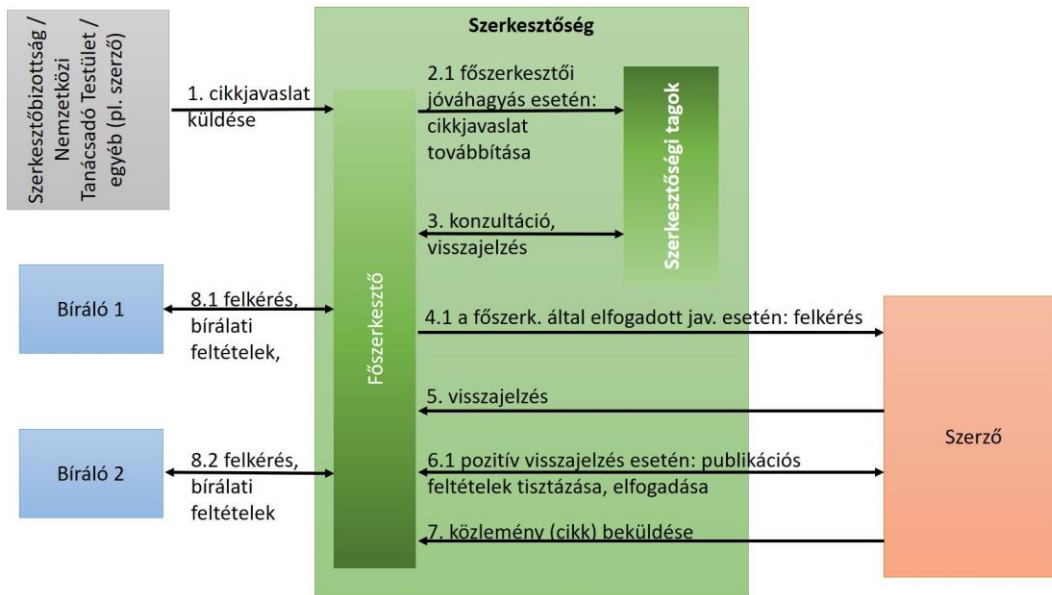 Szerkesztőség
Szerkesztőbizottság /
Nemzetközi
Tanácsadó Testület /
egyéb (pl. szerző)
1. cikkjavaslat
küldése
2.1 főszerkesztői
jóváhagyás esetén:
cikkjavaslat
továbbítása
Szerkesztőségi tagok
3. konzultáció,
visszajelzés
Főszerkesztő
Bíráló 1
8.1 felkérés,
bírálati
feltételek,
4.1 a főszerk. által elfogadott jav. esetén: felkérés
5. visszajelzés
Szerző
Bíráló 2
8.2 felkérés,
bírálati
feltételek
6.1 pozitív visszajelzés esetén: publikációs
feltételek tisztázása, elfogadása
7. közlemény (cikk) beküldése